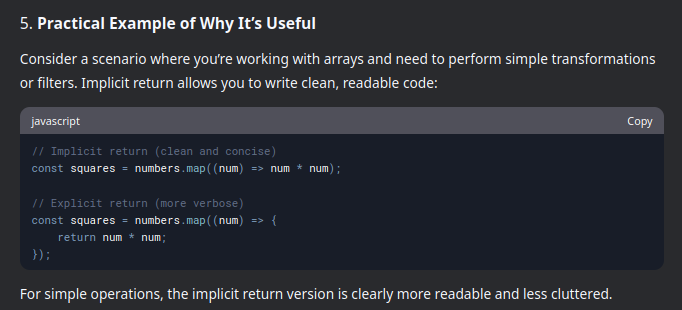 5. Practical Example of Why It’s Useful
Consider a scenario where you’re working with arrays and need to perform simple transformations
or filters. Implicit return allows you to write clean, readable code:
javascript Copy
// Implicit return (clean and concise)
const squares = numbers.map((num) => num * num);
// Explicit return (more verbose)
const squares = numbers.map((num) => {
    return num * num;
});
For simple operations, the implicit return version is clearly more readable and less cluttered.